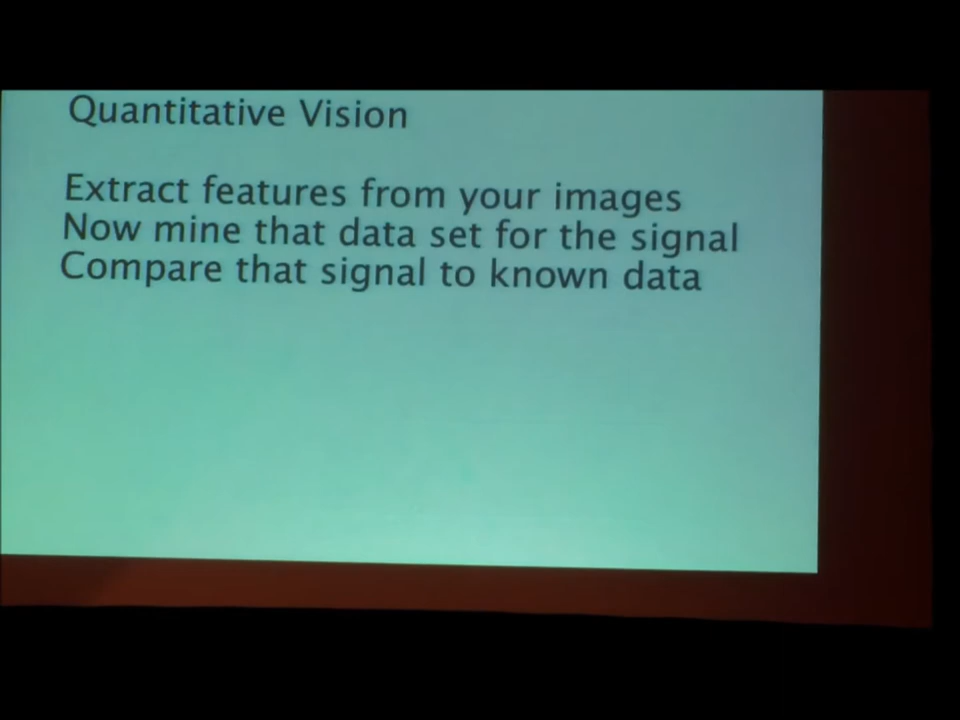 Quantitative Vision
Extract features from your images
Now mine that data set for the signal
Compare that signal to known data